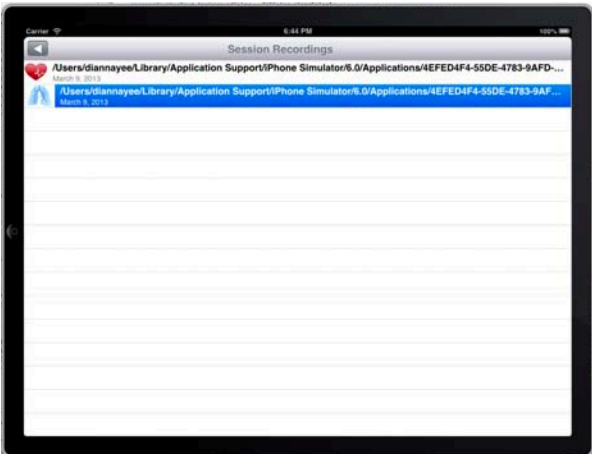 Carrier 6:44 PM 100%
Session Recordings
/Users/diannayee/Library/Application Support/iPhone Simulator/6.0/Applications/4EFED4F4-55DE-4783-9AFD-...
March 9, 2013
/Users/diannayee/Library/Application Support/iPhone Simulator/6.0/Applications/4EFED4F4-55DE-4783-9AF...
March 9, 2013